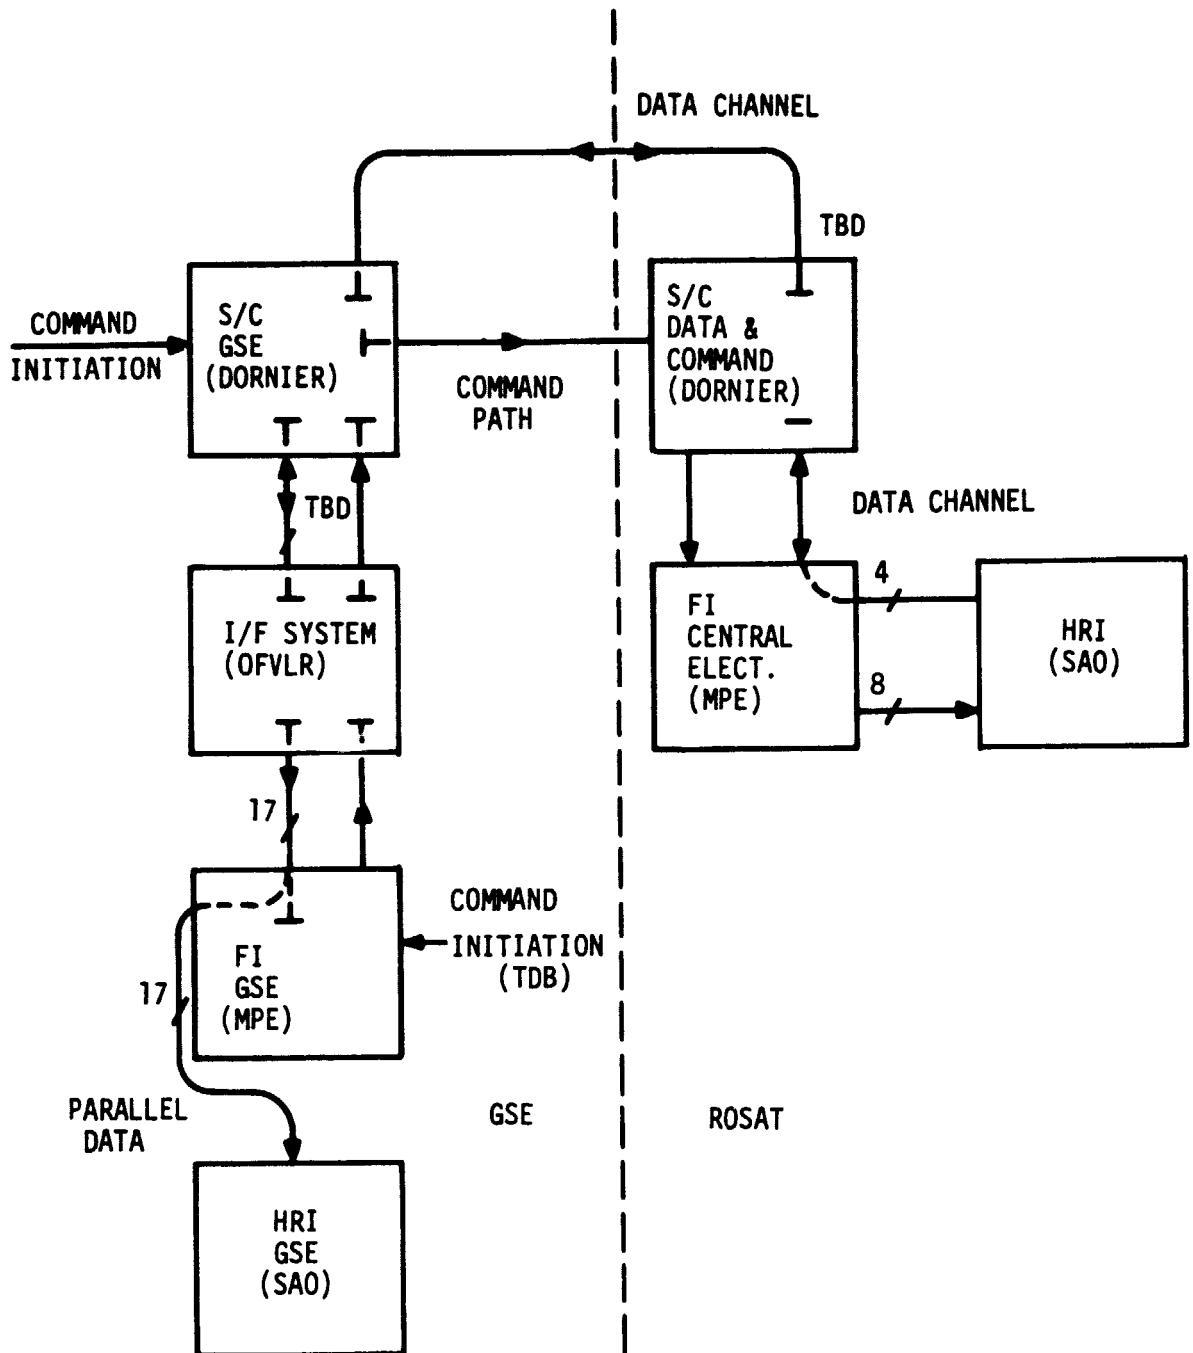 DATA CHANNEL
TBD
COMMAND
INITIATION
S/C
GSE
(DORNIER)
COMMAND
PATH
S/C
DATA &
COMMAND
(DORNIER)
TBD
DATA CHANNEL
I/F SYSTEM
(OFVLR)
FI
CENTRAL
ELECT.
(MPE)
4
8
HRI
(SAO)
17
FI
GSE
(MPE)
COMMAND
INITIATION
(TDB)
17
PARALLEL
DATA
GSE
ROSAT
HRI
GSE
(SAO)